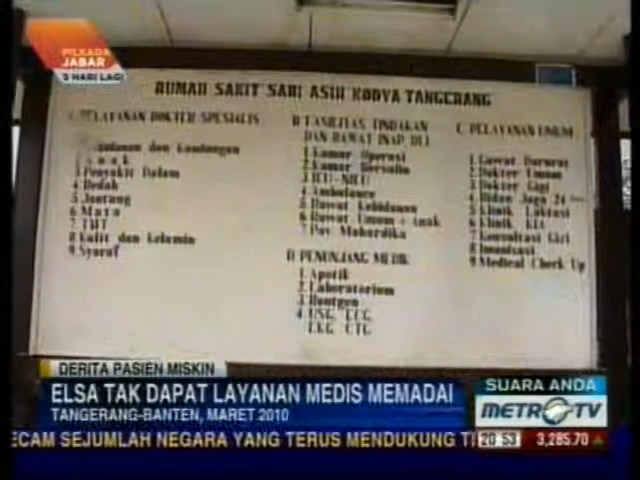 PILKADA
JABAR
5 HARI LAGI
RUMAH SAKIT SARI ASIH KODYA TANGERANG
PELAYANAN DOKTER SPESIALIS
dan Kandungan
Anak
3 Penyakit Dalam
4 Bedah
5 Jantung
6 Mata
7 THT
8 Kulit dan Kelamin
9 Syaraf
B FASILITAS TINDAKAN
DAN RAWAT INAP DLL
1 Kamar Operasi
2 Kamar Bersalin
3 ICU-NICU
4 Ambulance
5 Rawat Kebidanan
6 Rawat Umum + Anak
7 Pav Mahardika
D PENUNJANG MEDIK
1 Apotik
2 Laboratorium
3 Rontgen
4 USG ECG
EKG CTG
C PELAYANAN UMUM
1 Gawat Darurat
2 Dokter Umum
3 Dokter Gigi
4 Bidan Jaga 24
5 Klinik Laktasi
6 Klinik KIA
7 Konsultasi Gizi
8 Imunisasi
9 Medical Check Up
DERITA PASIEN MISKIN
ELSA TAK DAPAT LAYANAN MEDIS MEMADAI
TANGERANG-BANTEN, MARET 2010
SUARA ANDA
METRO TV
ECAM SEJUMLAH NEGARA YANG TERUS MENDUKUNG TI
20:53
3,285.70